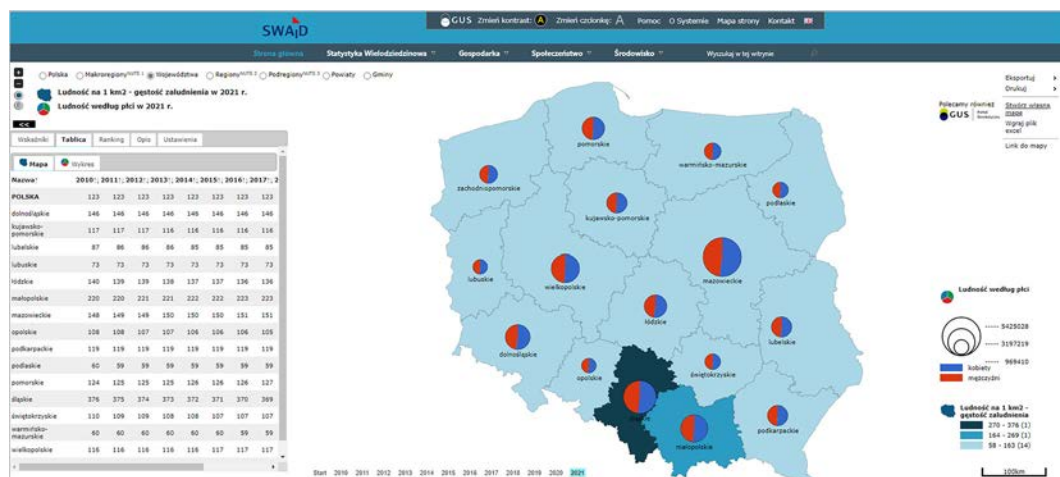 SWAiD
GUS Zmień kontrast: A Zmień czcionkę: A Pomoc O Systemie Mapa strony Kontakt
Strona główna Statystyka Wielodziedzinowa Gospodarka Społeczeństwo Środowisko Wyszukaj w tej witrynie
Polska Makroregiony NOTE 1 Województwa Regiony NOTE 2 Podregiony NOTE 3 Powiaty Gminy
Ludność na 1 km2 - gęstość zaludnienia w 2021 r.
Ludność według płci w 2021 r.
<<
Wskaźniki Tablica Ranking Opis Ustawienia
Mapa Wykres
Nazwa 2010 2011 2012 2013 2014 2015 2016 2017 2
POLSKA 123 123 123 123 123 123 123 123
dolnośląskie 146 146 146 146 146 146 146 146
kujawsko-
pomorskie 117 117 117 116 116 116 116 116
lubelskie 87 86 86 86 85 85 85 85
lubuskie 73 73 73 73 73 73 73 73
łódzkie 140 139 139 138 137 137 136 136
małopolskie 220 220 221 221 222 222 223 223
mazowieckie 148 149 149 150 150 150 151 151
opolskie 108 108 107 107 106 106 106 105
podkarpackie 119 119 119 119 119 119 119 119
podlaskie 60 59 59 59 59 59 59 59
pomorskie 124 125 125 125 126 126 126 127
śląskie 376 375 374 373 372 371 370 369
świętokrzyskie 110 109 109 108 108 107 107 107
warmińsko-
mazurskie 60 60 60 60 60 60 59 59
wielkopolskie 116 116 116 116 116 117 117 117
pomorskie
warmińsko-mazurskie
zachodniopomorskie
podlaskie
kujawsko-pomorskie
lubuskie
wielkopolskie
mazowieckie
łódzkie
dolnośląskie
lubelskie
opolskie
świętokrzyskie
śląskie
małopolskie
podkarpackie
Start 2010 2011 2012 2013 2014 2015 2016 2017 2018 2019 2020 2021
Eksportuj
Drukuj
Polecamy również
GUS
Stwórz własną
mapę
Wgraj plik
excel
Link do mapy
Ludność według płci
5425028
3197219
969410
kobiety
mężczyźni
Ludność na 1 km2 -
gęstość zaludnienia
270 - 376 (1)
164 - 269 (1)
58 - 163 (14)
100km